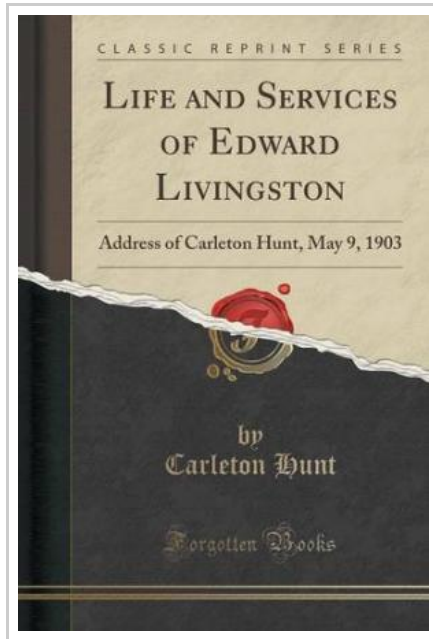 CLASSIC REPRINT SERIES
LIFE AND SERVICES
OF EDWARD
LIVINGSTON
Address of Carleton Hunt, May 9, 1903
by
Carleton Hunt
Forgotten Books